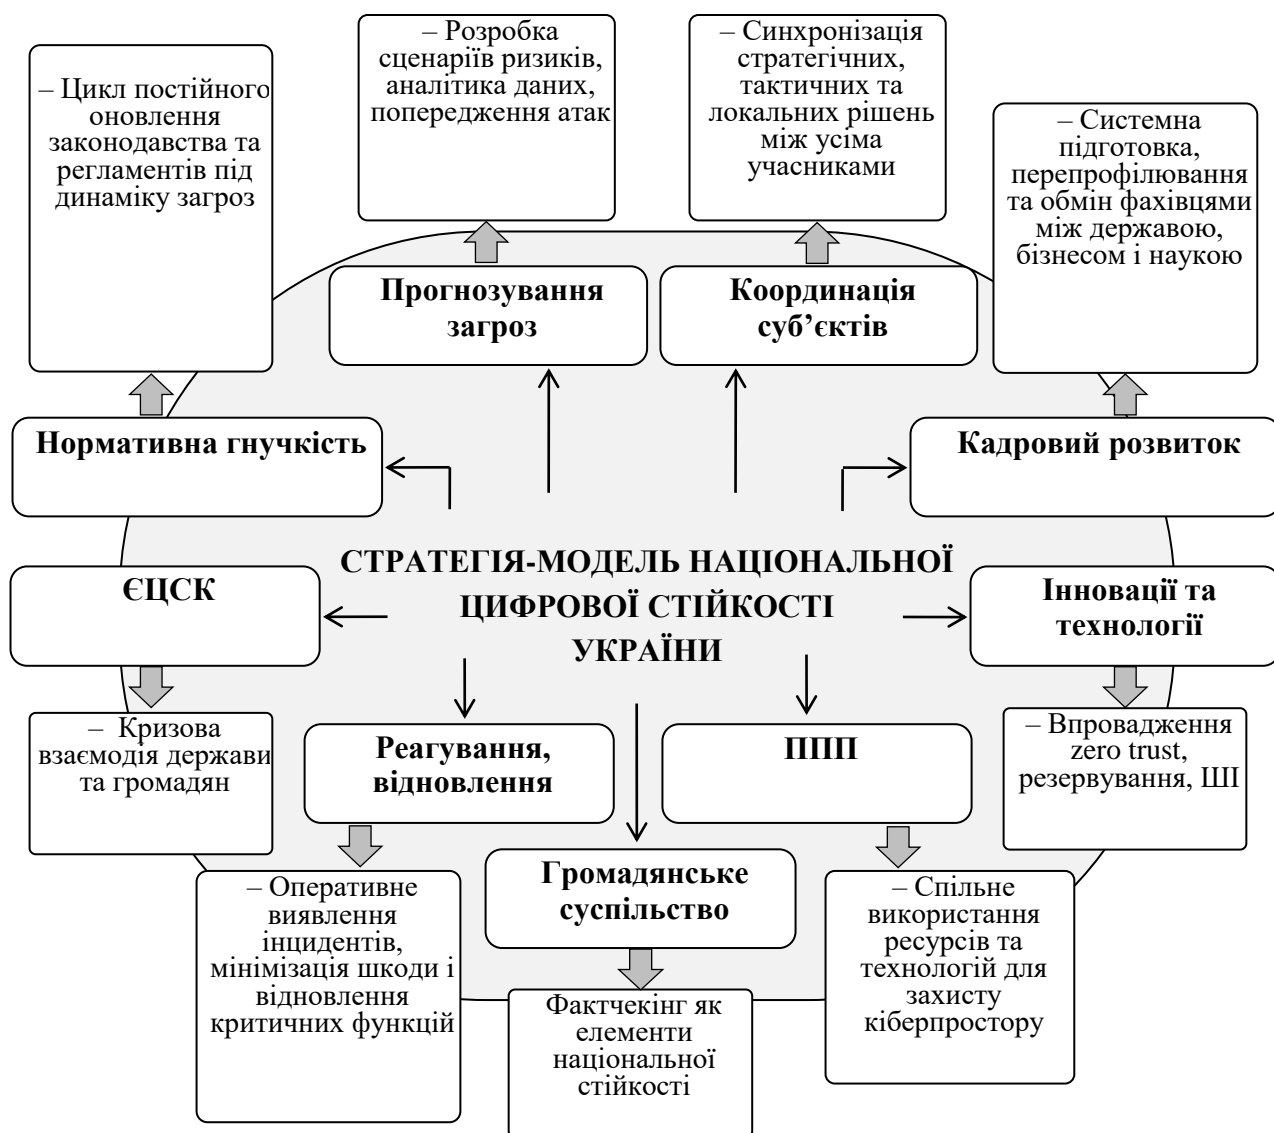 – Цикл постійного
оновлення
законодавства та
регламентів під
динаміку загроз
– Розробка
сценаріїв ризиків,
аналітика даних,
попередження атак
– Синхронізація
стратегічних,
тактичних та
локальних рішень
між усіма
учасниками
– Системна
підготовка,
перепрофілювання
та обмін фахівцями
між державою,
бізнесом і наукою
Прогнозування
загроз
Координація
суб’єктів
Нормативна гнучкість
Кадровий розвиток
СТРАТЕГІЯ-МОДЕЛЬ НАЦІОНАЛЬНОЇ
ЦИФРОВОЇ СТІЙКОСТІ
УКРАЇНИ
ЄЦСК
Інновації та
технології
– Кризова
взаємодія держави
та громадян
Реагування,
відновлення
ППП
– Впровадження
zero trust,
резервування, ШІ
– Оперативне
виявлення
інцидентів,
мінімізація шкоди і
відновлення
критичних функцій
Громадянське
суспільство
– Спільне
використання
ресурсів та
технологій для
захисту
кіберпростору
Фактчекінг як
елементи
національної
стійкості